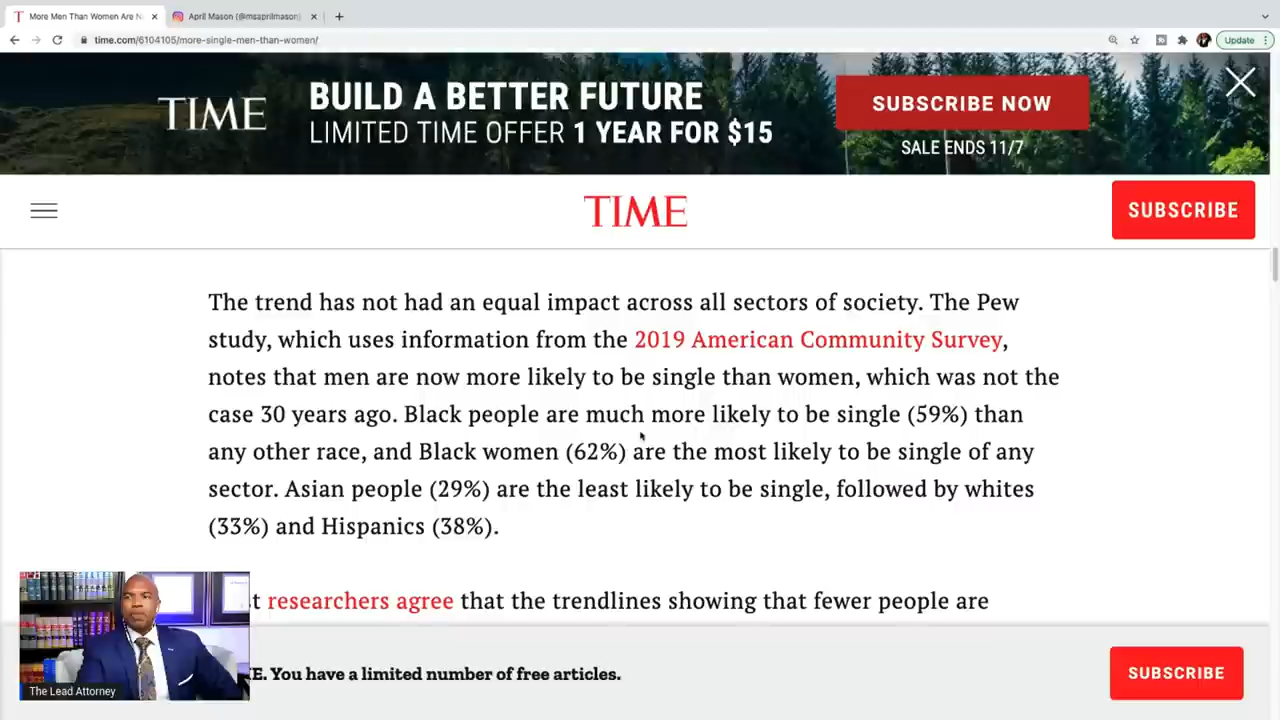 More Men Than Women Are N
April Mason (@msaprilmason)
time.com/6104105/more-single-men-than-women/
Update
TIME
BUILD A BETTER FUTURE
LIMITED TIME OFFER 1 YEAR FOR $15
SUBSCRIBE NOW
SALE ENDS 11/7
TIME
SUBSCRIBE
The trend has not had an equal impact across all sectors of society. The Pew
study, which uses information from the 2019 American Community Survey,
notes that men are now more likely to be single than women, which was not the
case 30 years ago. Black people are much more likely to be single (59%) than
any other race, and Black women (62%) are the most likely to be single of any
sector. Asian people (29%) are the least likely to be single, followed by whites
(33%) and Hispanics (38%).
t researchers agree that the trendlines showing that fewer people are
E. You have a limited number of free articles.
SUBSCRIBE
The Lead Attorney